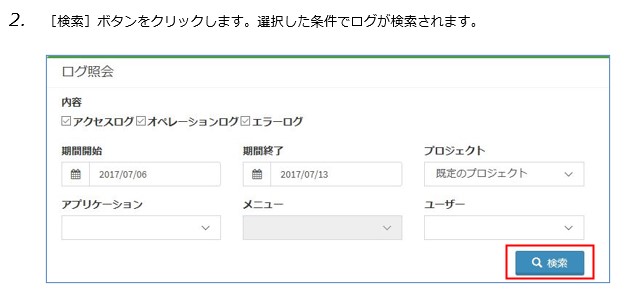 2. ［検索］ボタンをクリックします。選択した条件でログが検索されます。
ログ照会
内容
アクセスログ オペレーションログ エラーログ
期間開始 期間終了 プロジェクト
2017/07/06 2017/07/13 既定のプロジェクト
アプリケーション メニュー ユーザー
検索